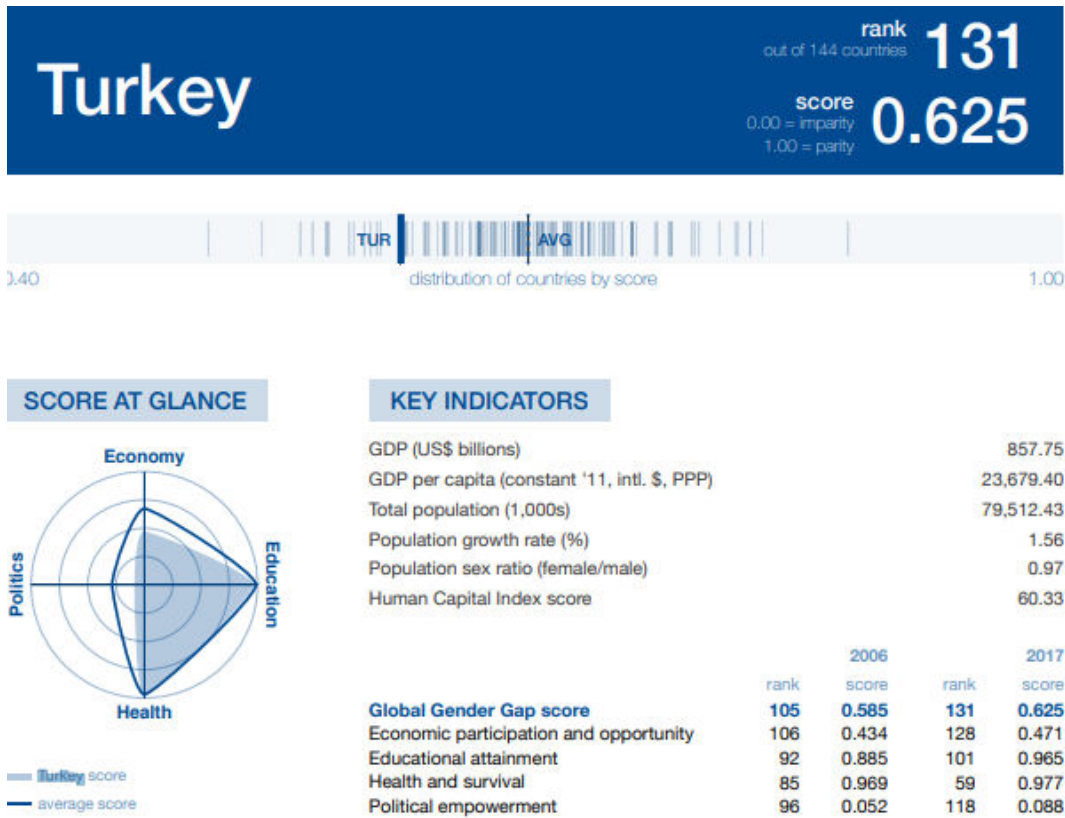 Turkey
rank
out of 144 countries
131
score
0.00 = imparity
1.00 = parity
0.625
TUR
AVG
0.40
distribution of countries by score
1.00
SCORE AT GLANCE
Economy
Politics
Education
Health
Turkey score
average score
KEY INDICATORS
GDP (US$ billions) 857.75
GDP per capita (constant '11, intl. $, PPP) 23,679.40
Total population (1,000s) 79,512.43
Population growth rate (%) 1.56
Population sex ratio (female/male) 0.97
Human Capital Index score 60.33
2006 2017
rank score rank score
Global Gender Gap score 105 0.585 131 0.625
Economic participation and opportunity 106 0.434 128 0.471
Educational attainment 92 0.885 101 0.965
Health and survival 85 0.969 59 0.977
Political empowerment 96 0.052 118 0.088